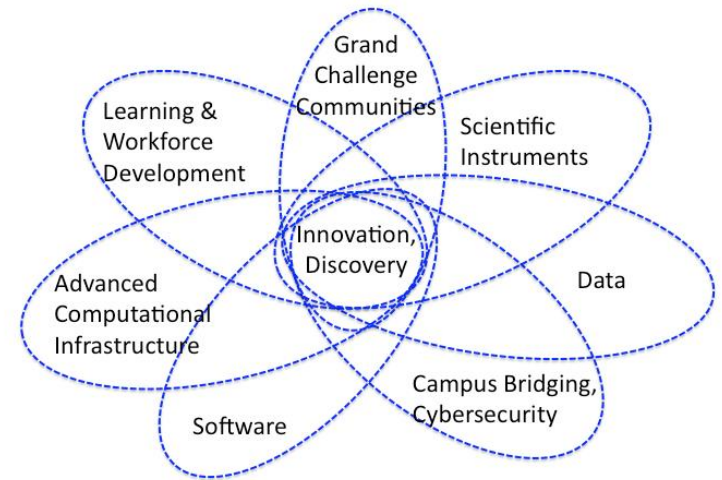 Grand
Challenge
Communities
Learning &
Workforce
Development
Scientific
Instruments
Innovation,
Discovery
Advanced
Computational
Infrastructure
Data
Campus Bridging,
Cybersecurity
Software